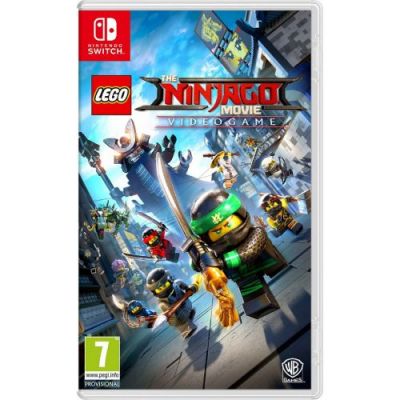 NINTENDO
SWITCH
LEGO
THE
NINJAGO
MOVIE
VIDEOGAME
7
www.pegi.info
PROVISIONAL
WB
GAMES